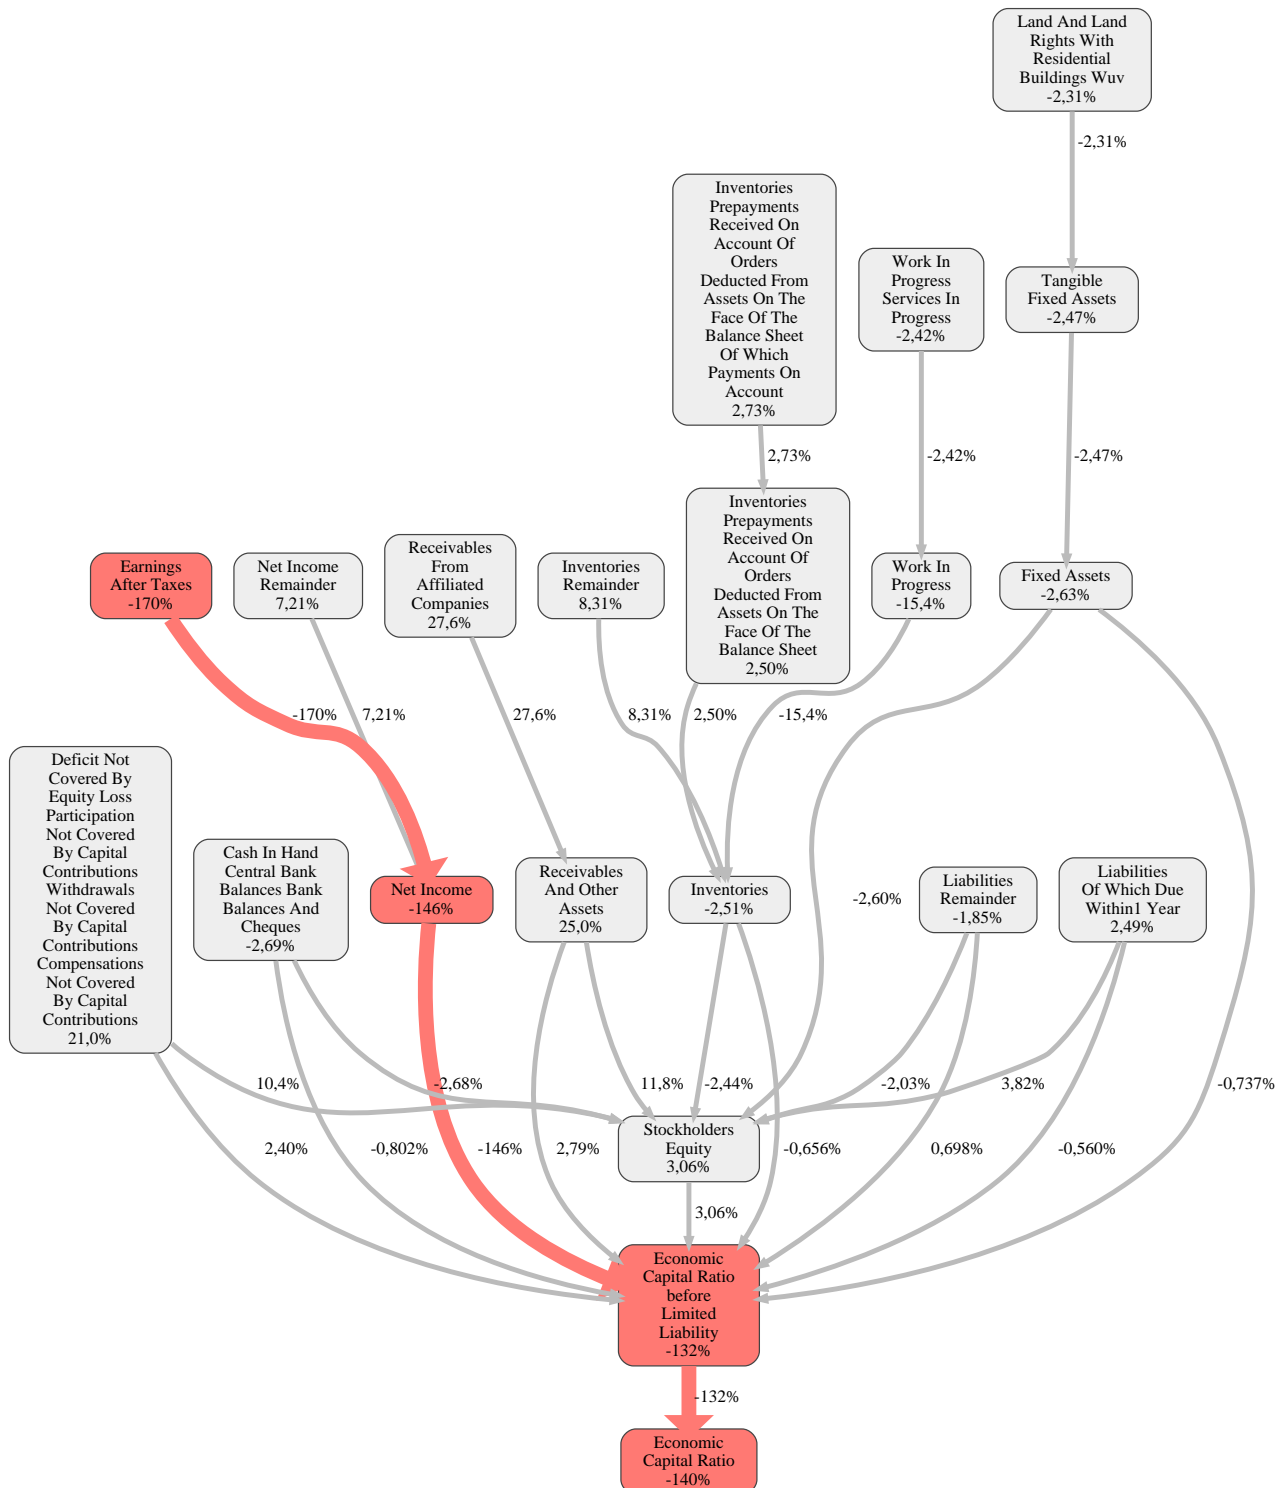 Land And Land
Rights With
Residential
Buildings Wuv
-2,31%
-2,31%
Inventories
Prepayments
Received On
Account Of
Orders
Deducted From
Assets On The
Face Of The
Balance Sheet
Of Which
Payments On
Account
2,73%
Work In
Progress
Services In
Progress
-2,42%
Tangible
Fixed Assets
-2,47%
2,73%
-2,42%
-2,47%
Earnings
After Taxes
-170%
Net Income
Remainder
7,21%
Receivables
From
Affiliated
Companies
27,6%
Inventories
Remainder
8,31%
Inventories
Prepayments
Received On
Account Of
Orders
Deducted From
Assets On The
Face Of The
Balance Sheet
2,50%
Work In
Progress
-15,4%
Fixed Assets
-2,63%
-170%
7,21%
27,6%
8,31%
2,50%
-15,4%
Deficit Not
Covered By
Equity Loss
Participation
Not Covered
By Capital
Contributions
Withdrawals
Not Covered
By Capital
Contributions
Compensations
Not Covered
By Capital
Contributions
21,0%
Cash In Hand
Central Bank
Balances Bank
Balances And
Cheques
-2,69%
Net Income
-146%
Receivables
And Other
Assets
25,0%
Inventories
-2,51%
-2,60%
Liabilities
Remainder
-1,85%
Liabilities
Of Which Due
Within1 Year
2,49%
10,4%
-2,68%
11,8%
-2,44%
-2,03%
3,82%
-0,737%
Stockholders
Equity
3,06%
2,40%
-0,802%
-146%
2,79%
-0,656%
0,698%
-0,560%
3,06%
Economic
Capital Ratio
before
Limited
Liability
-132%
-132%
Economic
Capital Ratio
-140%